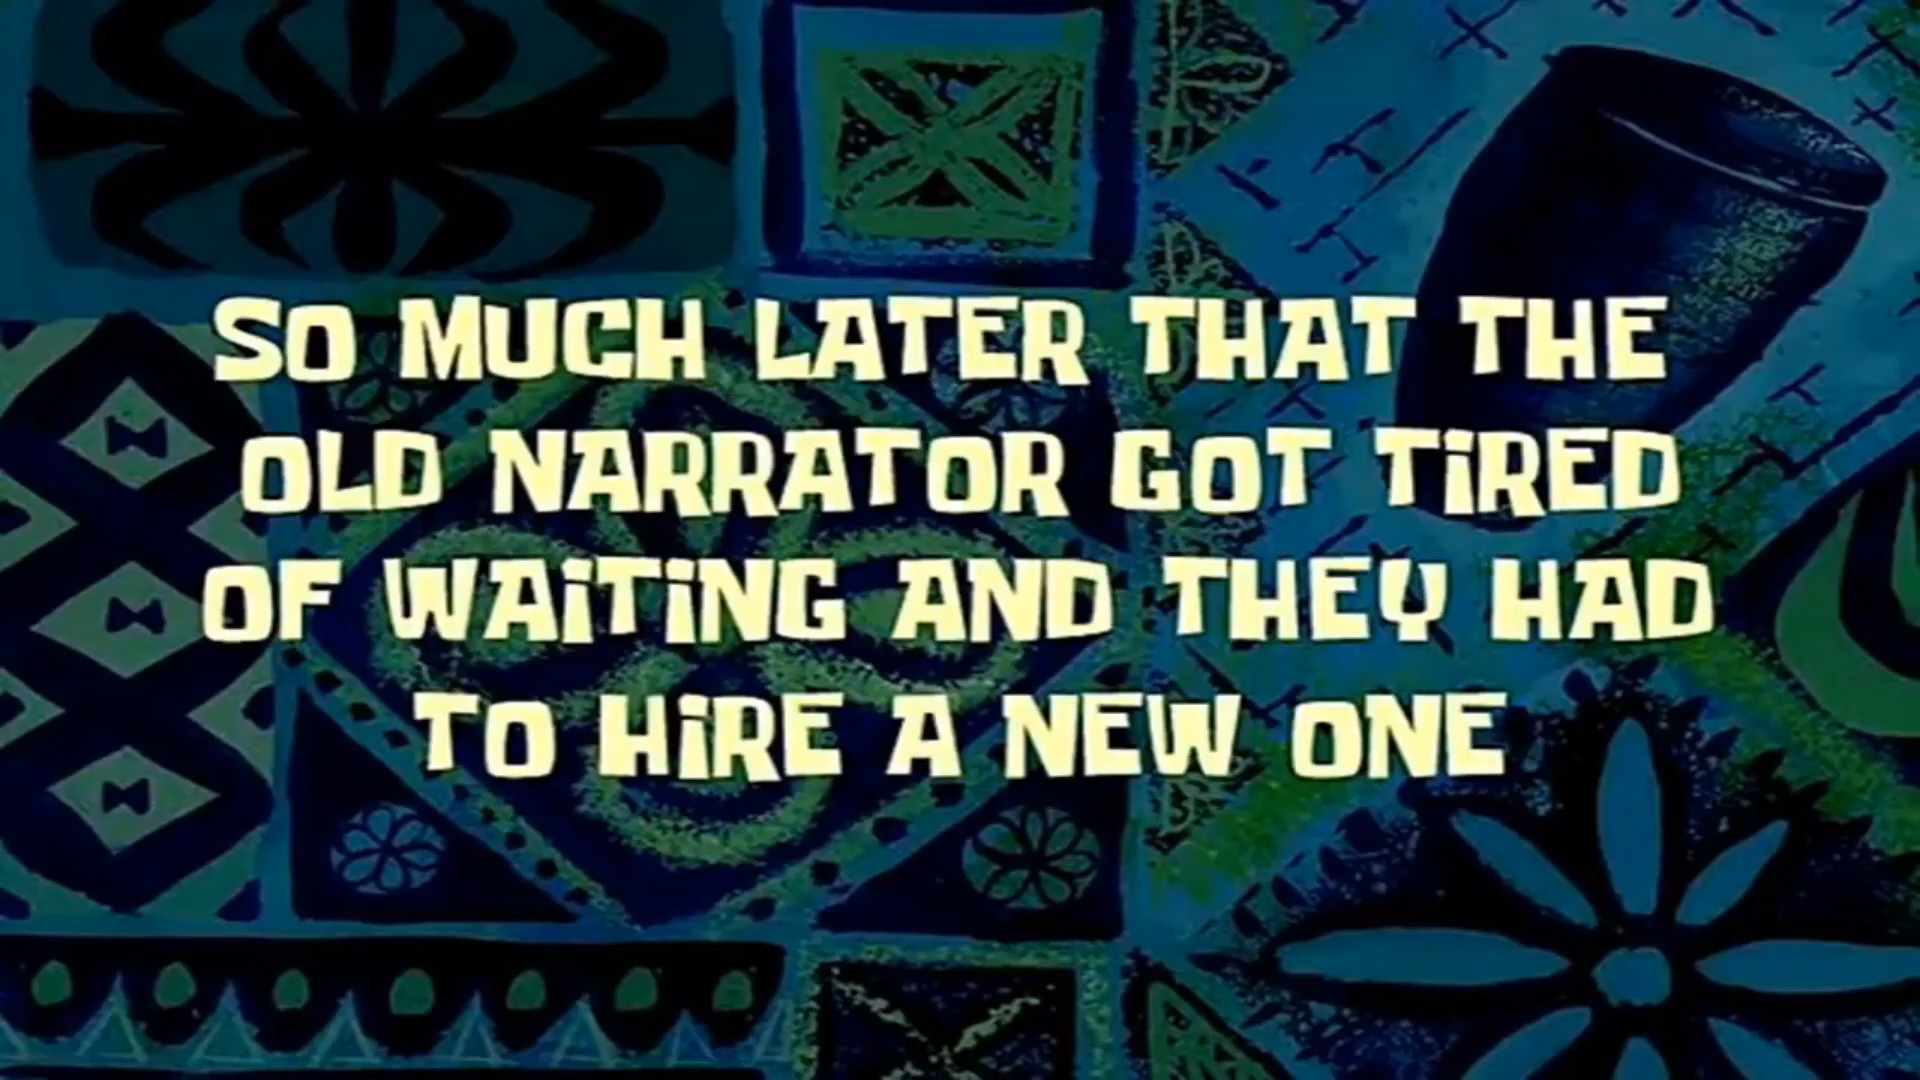 SO MUCH LATER THAT THE
OLD NARRATOR GOT TiRED
OF WAiTiNG AND THEY HAD
TO HiRE A NEW ONE